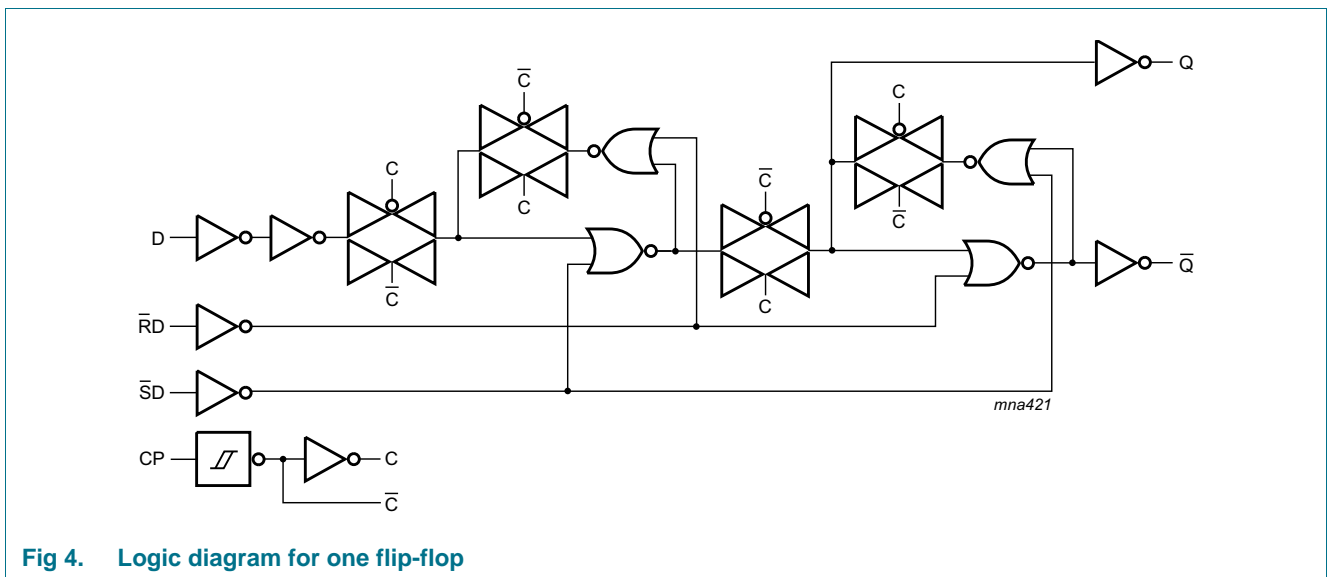 Q
C̅
C
C
D
C
C̅
C̅
C
C
C̅
Q̅
R̅D
S̅D
mna421
CP
C
C̅
Fig 4. Logic diagram for one flip-flop